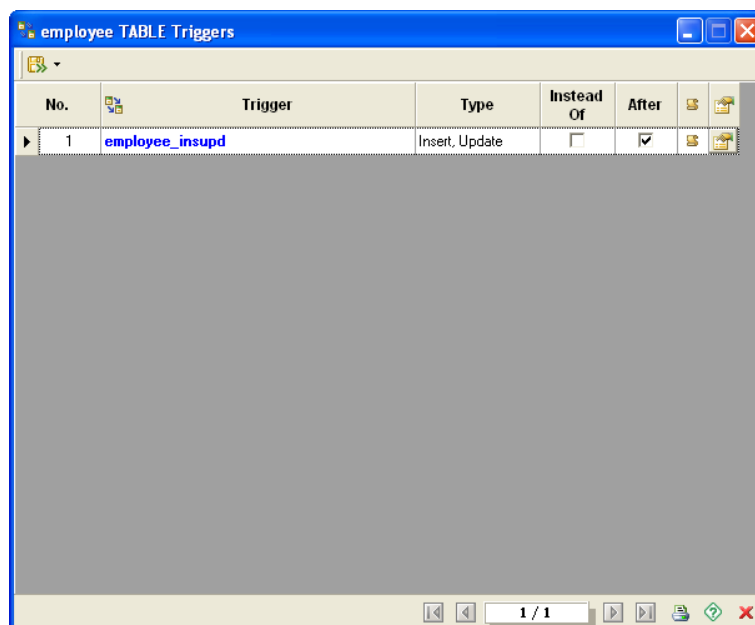 employee TABLE Triggers
No. Trigger Type Instead Of After
1 employee_insupd Insert, Update
1 / 1